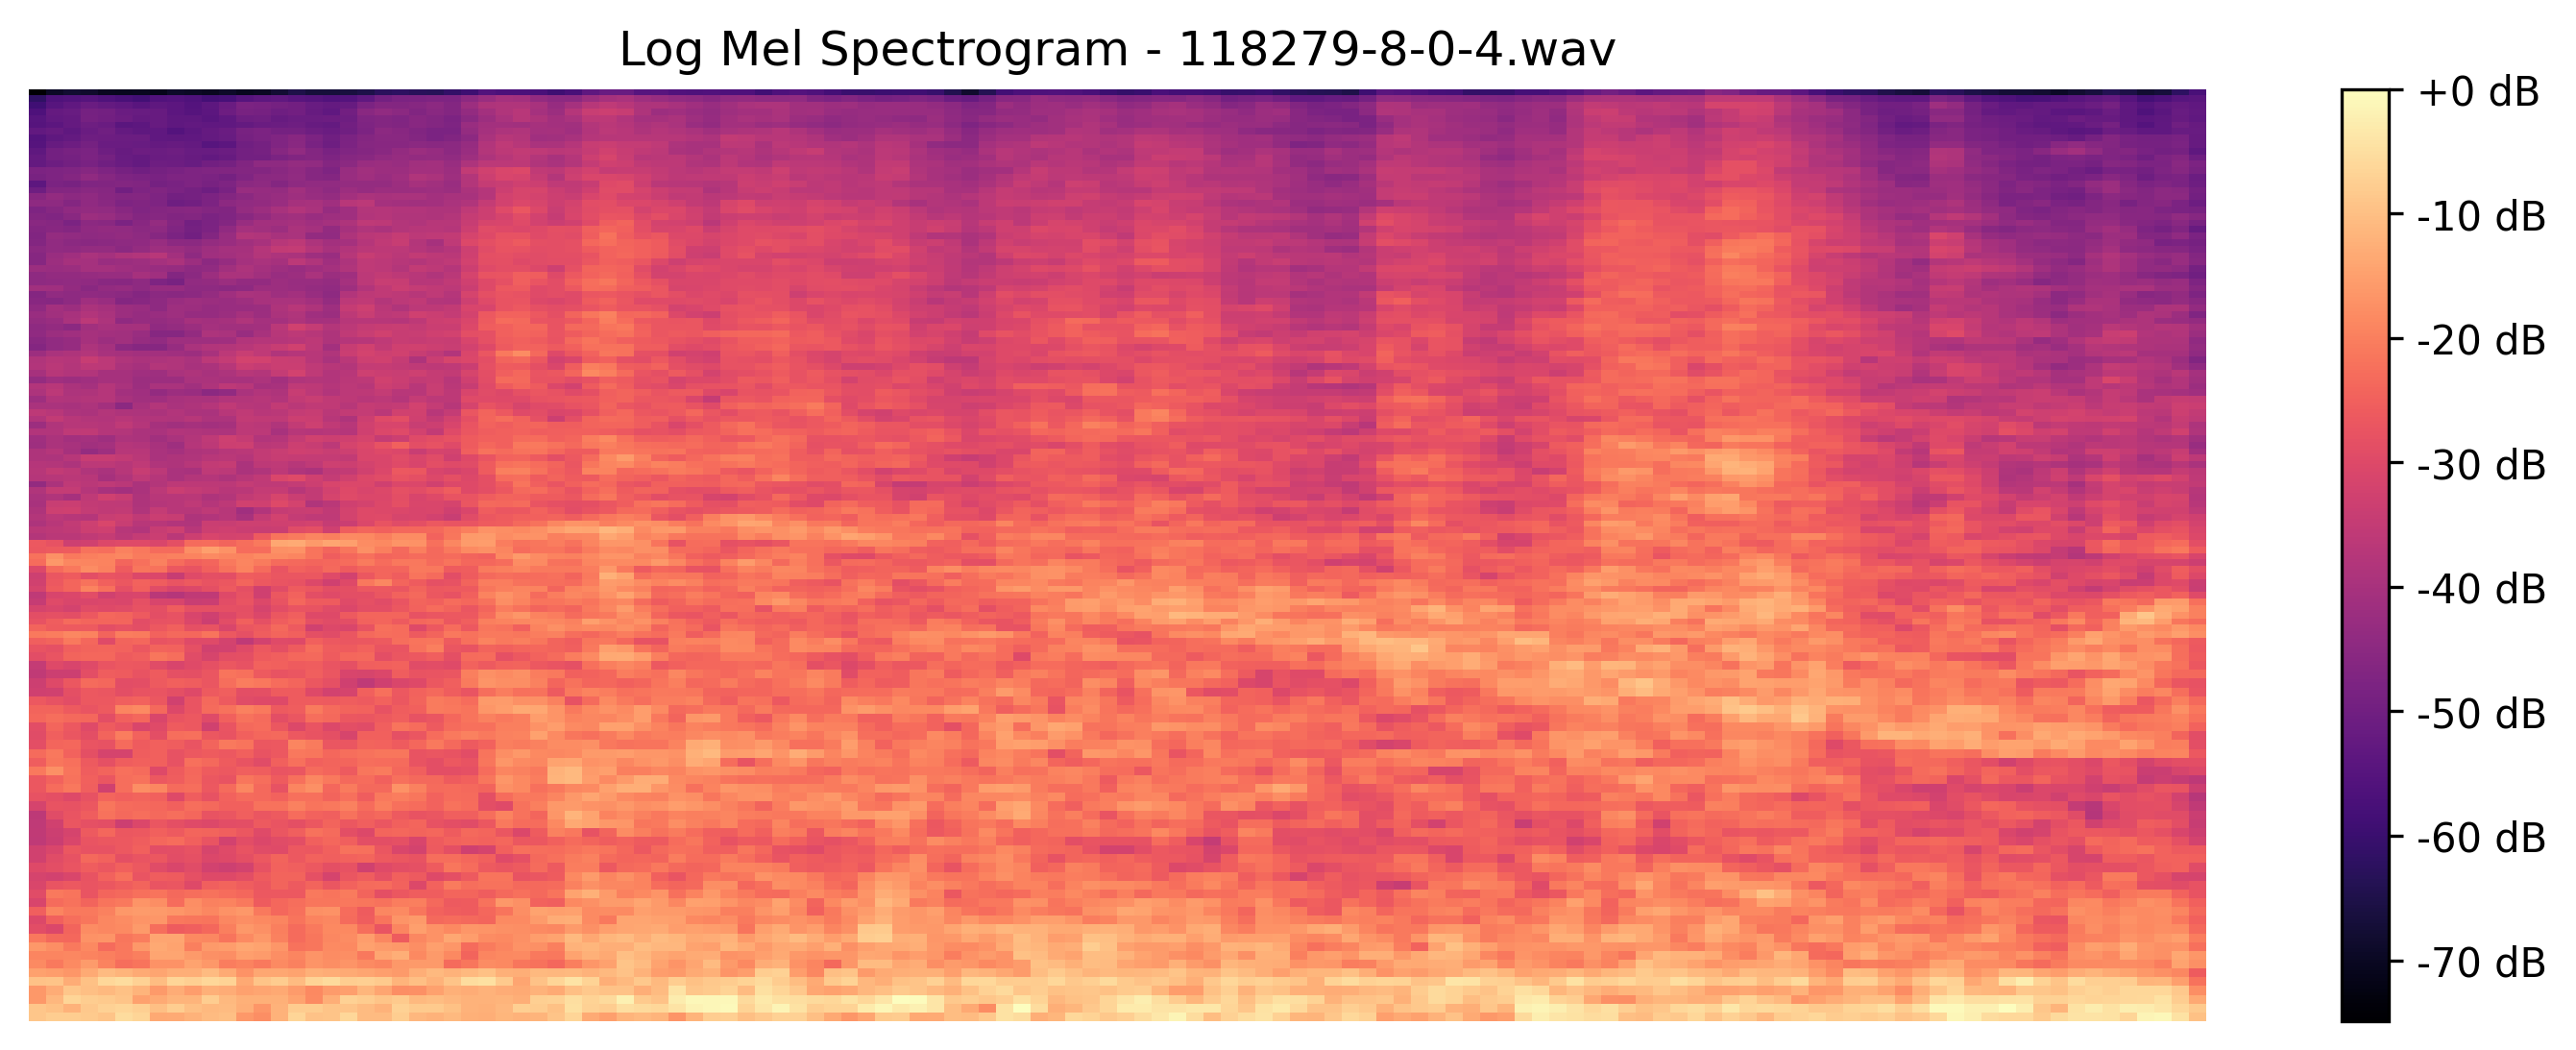 Log Mel Spectrogram - 118279-8-0-4.wav
+0 dB
-10 dB
-20 dB
-30 dB
-40 dB
-50 dB
-60 dB
-70 dB